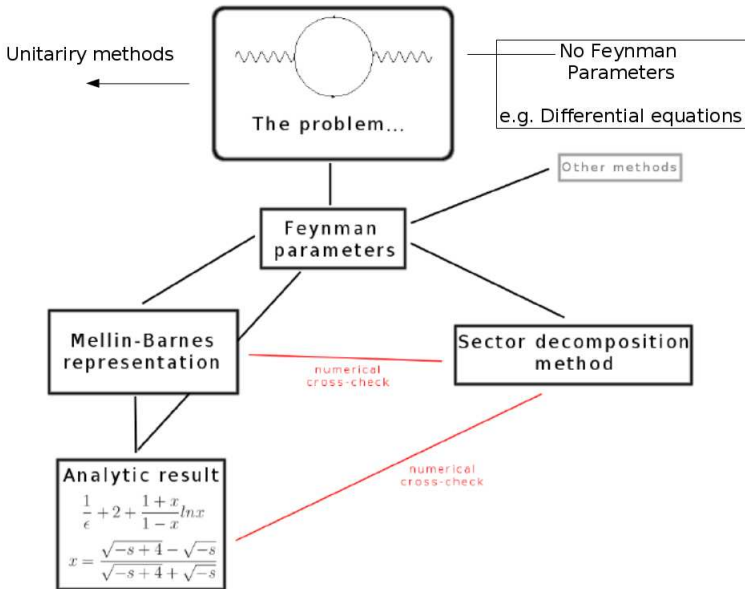 Unitariry methods
The problem...
No Feynman
Parameters
e.g. Differential equations
Other methods
Feynman
parameters
Mellin-Barnes
representation
Sector decomposition
method
numerical
cross-check
numerical
cross-check
Analytic result
1/ϵ + 2 + (1 + x)/(1 − x) lnx
x = (√(−s + 4) − √(−s))/(√(−s + 4) + √(−s))